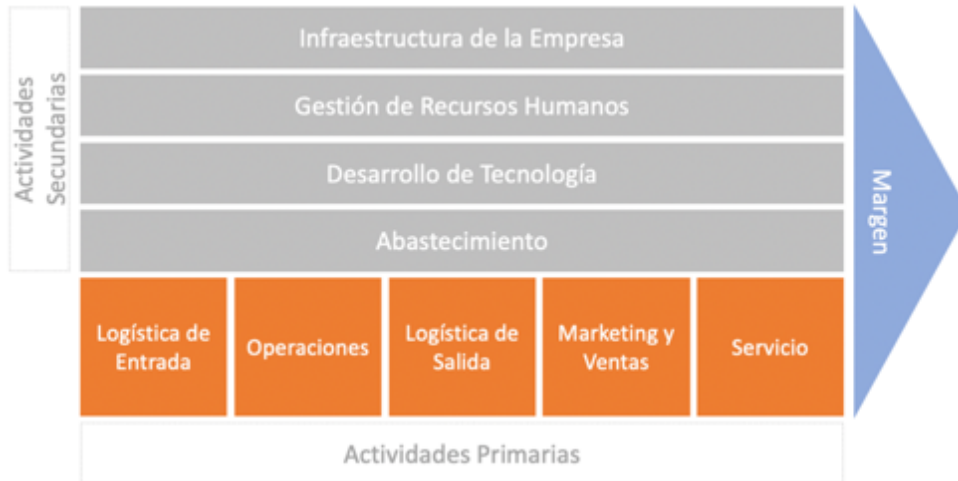 Actividades
Secundarias
Infraestructura de la Empresa
Gestión de Recursos Humanos
Desarrollo de Tecnología
Abastecimiento
Logística de
Entrada
Operaciones
Logística de
Salida
Marketing y
Ventas
Servicio
Actividades Primarias
Margen